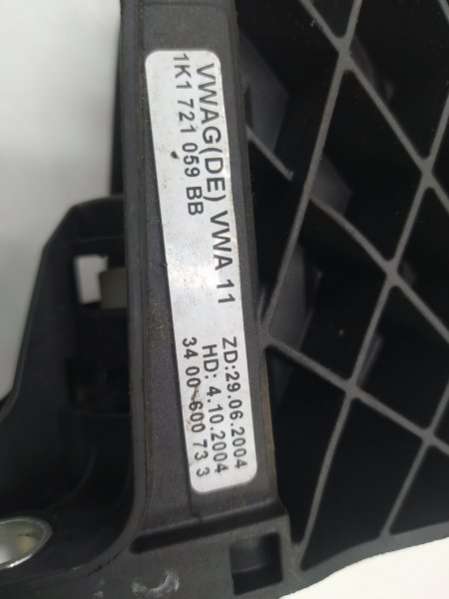 VWAG(DE) VWA 11
1K1 721 059 BB
ZD:29.06.2004
HD: 4.10.2004
34 00-600 73 3